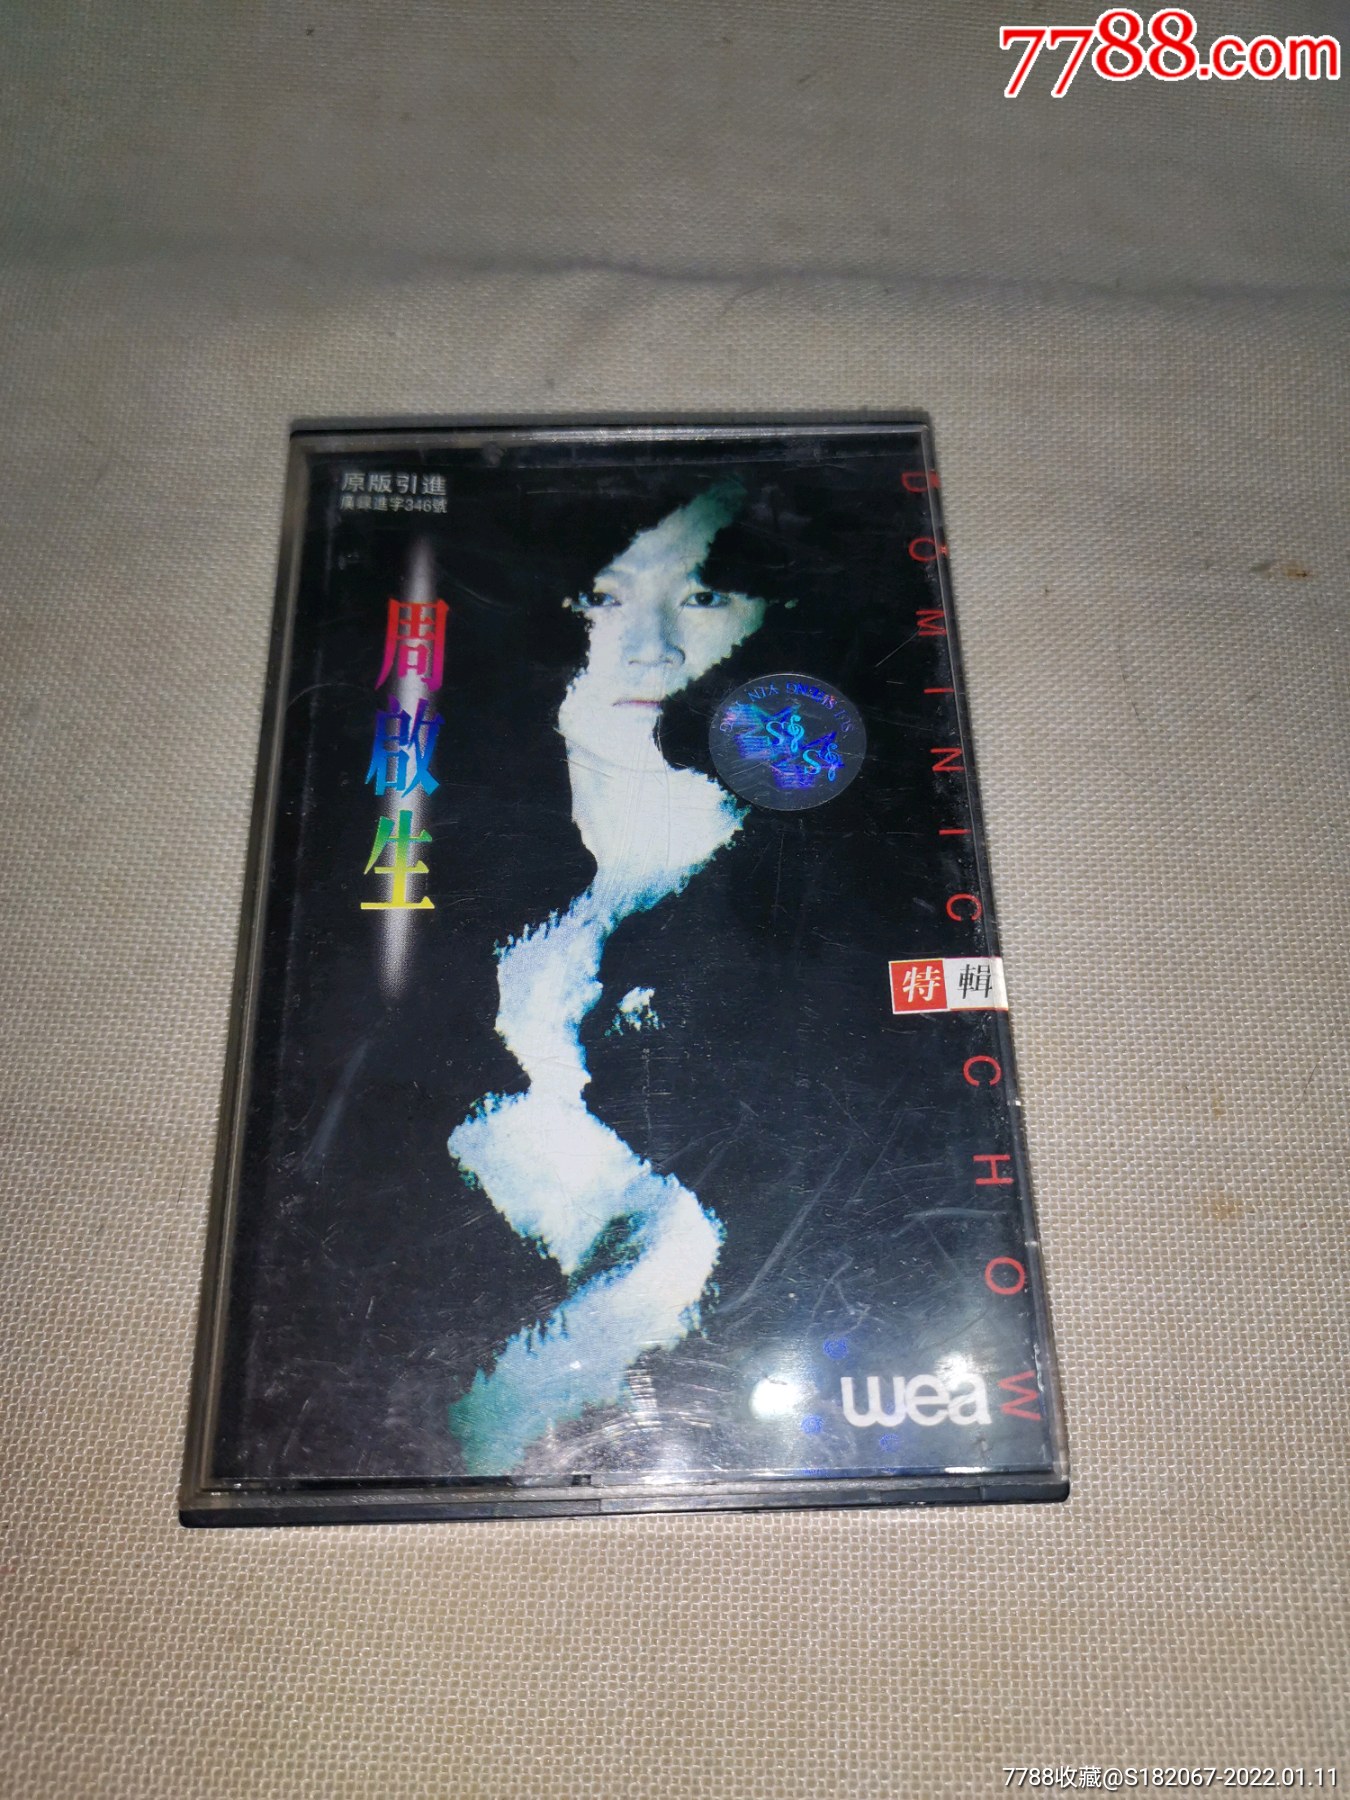 7788.com
原版引進
廣錄進字346號
周啟生
DOMINIC CHOW
特輯
wea
7788收藏@S182067-2022.01.11